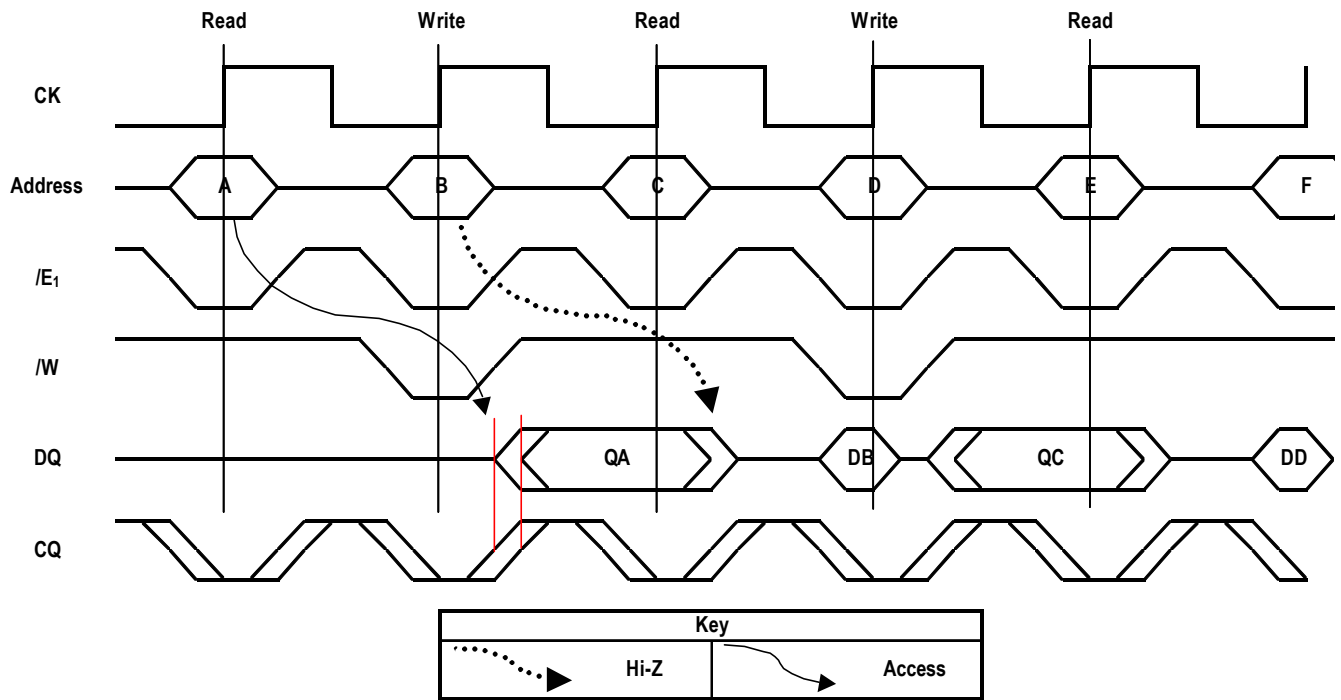 Read Write Read Write Read
CK
Address A B C D E F
/E1
/W
DQ QA DB QC DD
CQ
Key
Hi-Z Access